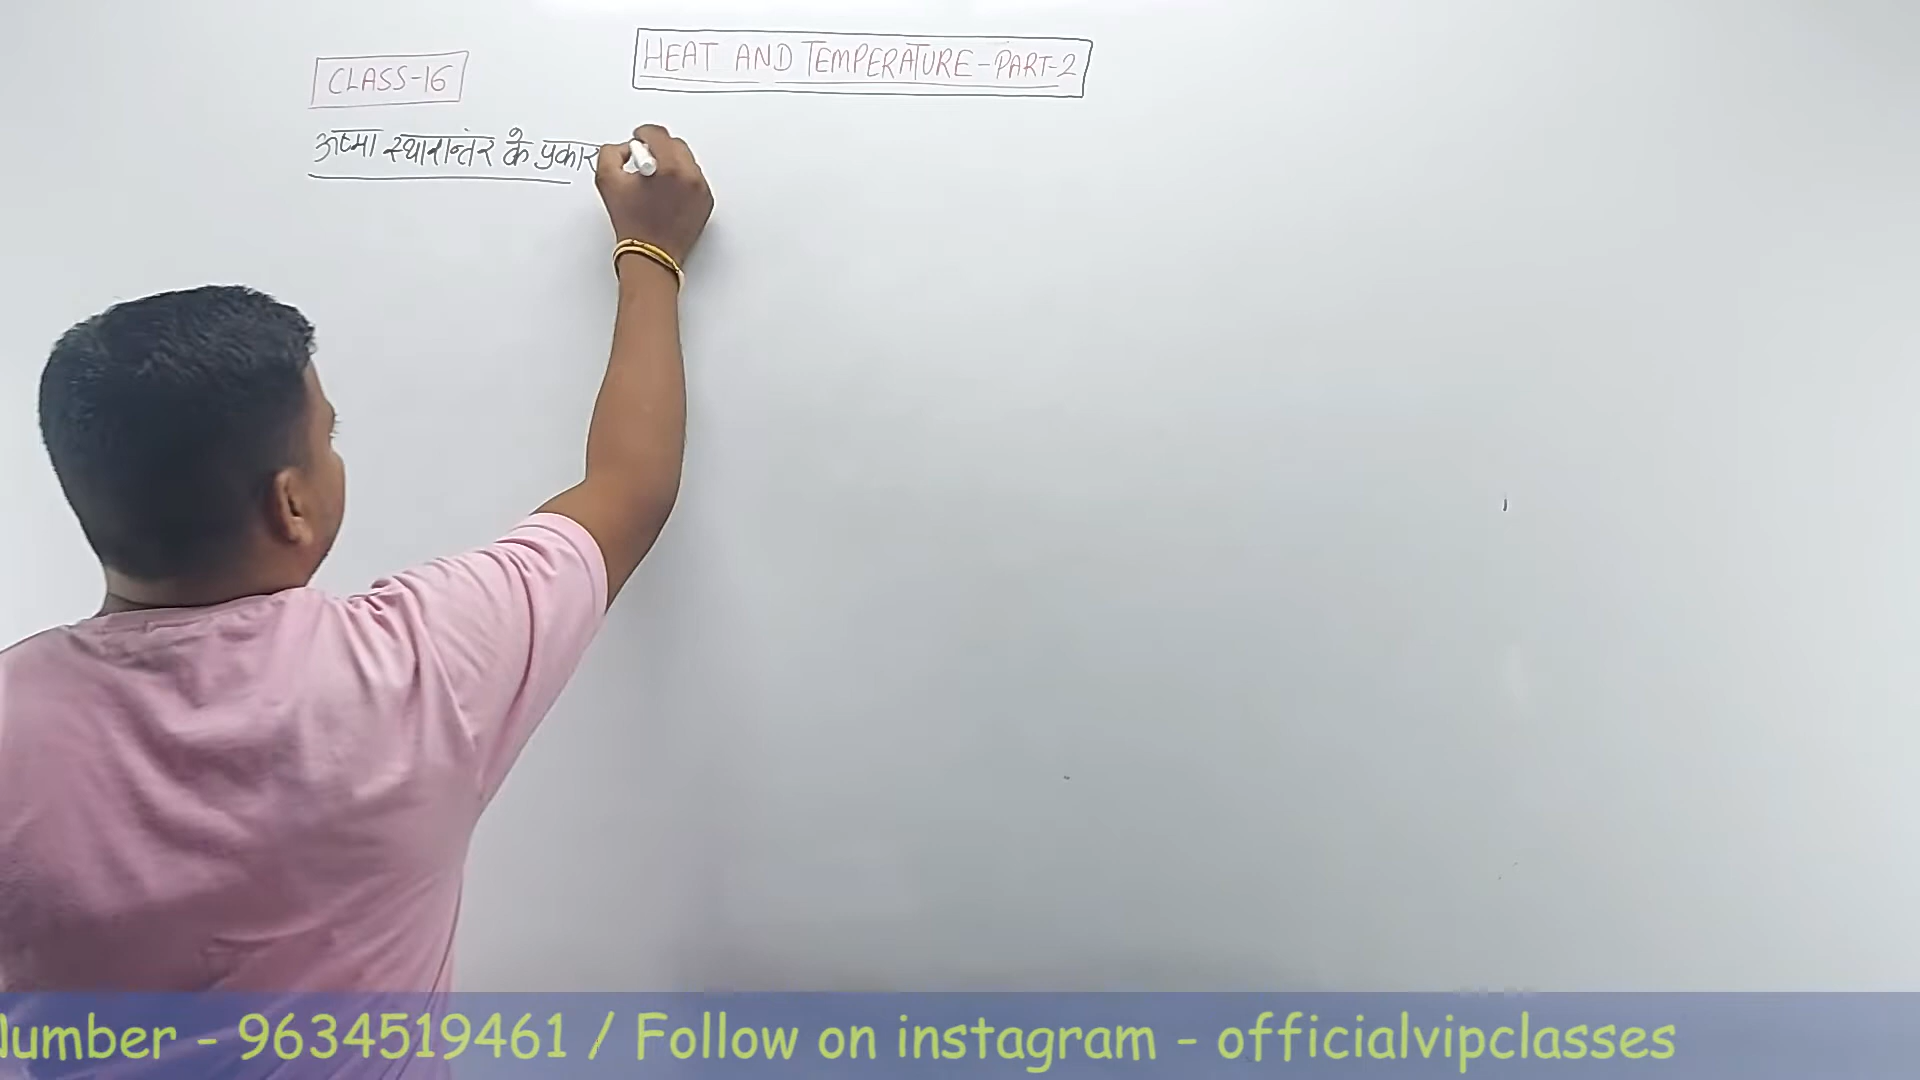 CLASS-16
HEAT AND TEMPERATURE-PART-2
ऊष्मा स्थानान्तर के प्रकार
Number - 9634519461 / Follow on instagram - officialvipclasses